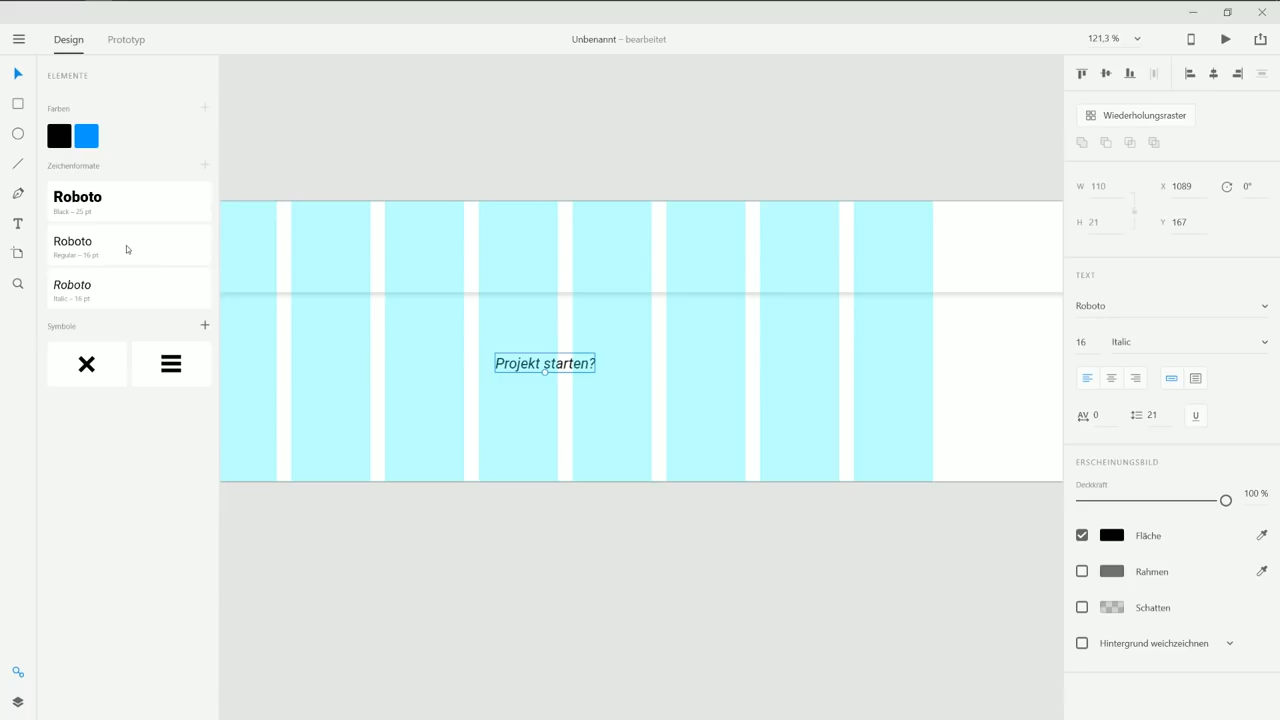 Design
Prototyp
Unbenannt – bearbeitet
121,3 %
ELEMENTE
Farben
Zeichenformate
Roboto
Black – 25 pt
Roboto
Regular – 16 pt
Roboto
Italic – 16 pt
Symbole
Projekt starten?
Wiederholungsraster
W 110
X 1089
0°
H 21
Y 167
TEXT
Roboto
16
Italic
AV 0
21
U
ERSCHEINUNGSBILD
Deckkraft
100 %
Fläche
Rahmen
Schatten
Hintergrund weichzeichnen